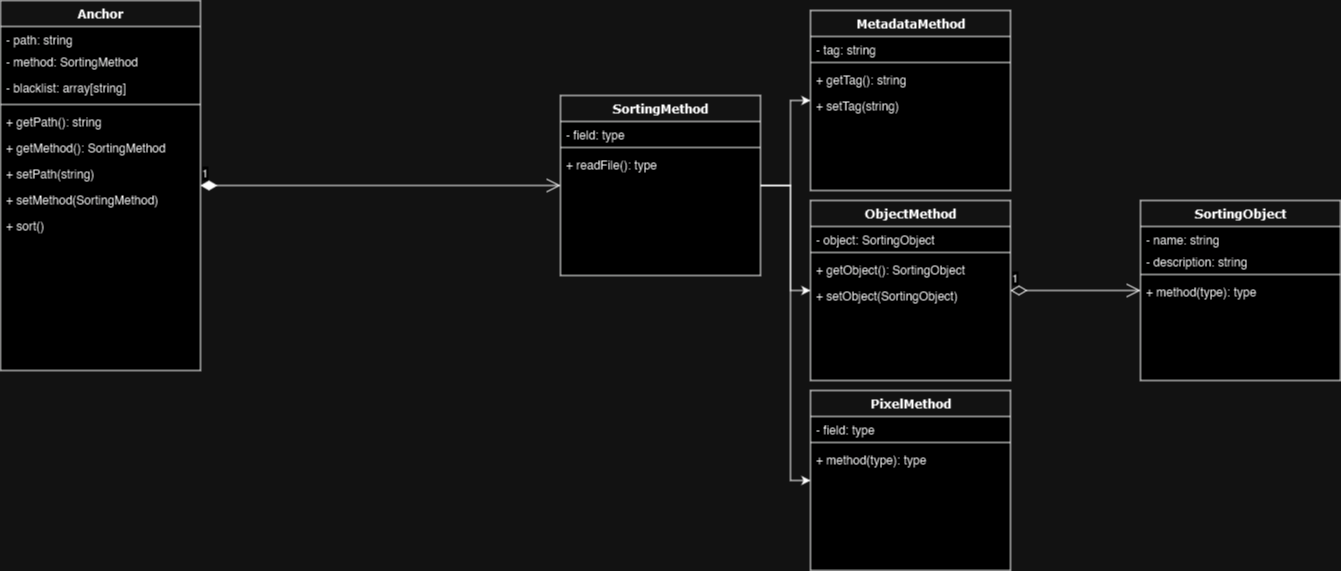 Anchor
- path: string
- method: SortingMethod
- blacklist: array[string]
+ getPath(): string
+ getMethod(): SortingMethod
+ setPath(string)
+ setMethod(SortingMethod)
+ sort()
1
SortingMethod
- field: type
+ readFile(): type
MetadataMethod
- tag: string
+ getTag(): string
+ setTag(string)
ObjectMethod
- object: SortingObject
+ getObject(): SortingObject
+ setObject(SortingObject)
1
PixelMethod
- field: type
+ method(type): type
SortingObject
- name: string
- description: string
+ method(type): type